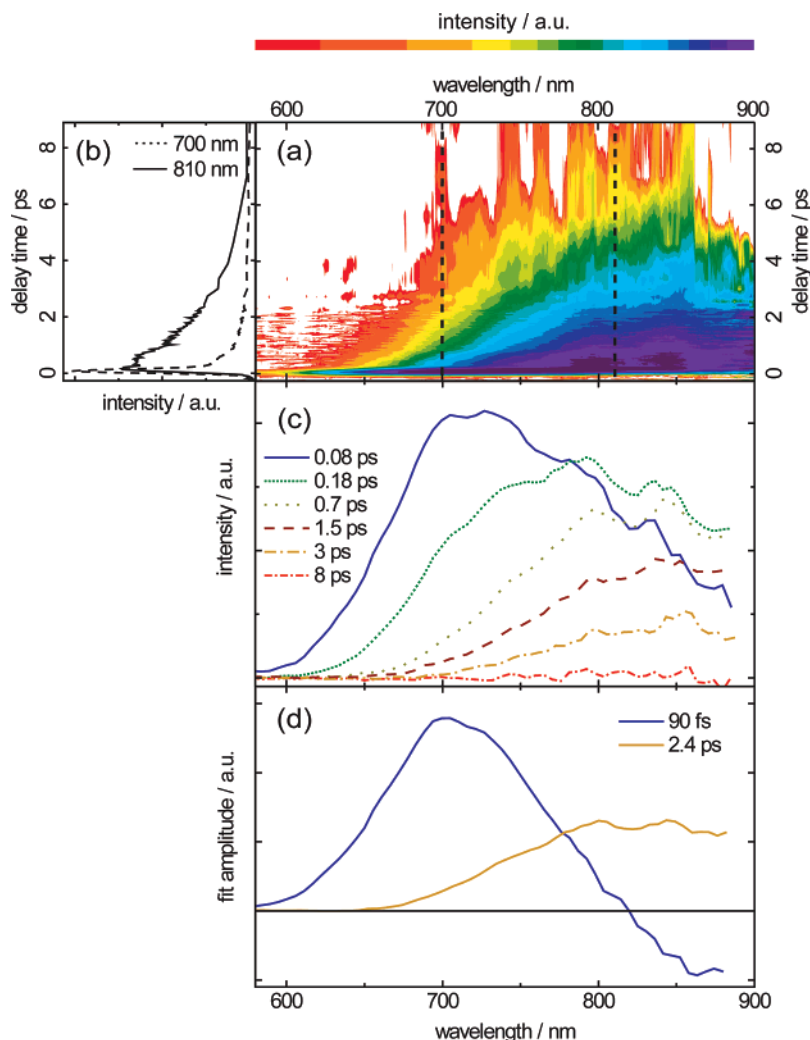 intensity / a.u.
wavelength / nm
600 700 800 900
(b) 700 nm
810 nm
(a)
8
6
4
2
0
delay time / ps
8
6
4
2
0
delay time / ps
intensity / a.u.
(c)
0.08 ps
0.18 ps
0.7 ps
1.5 ps
3 ps
8 ps
intensity / a.u.
(d)
90 fs
2.4 ps
fit amplitude / a.u.
600 700 800 900
wavelength / nm